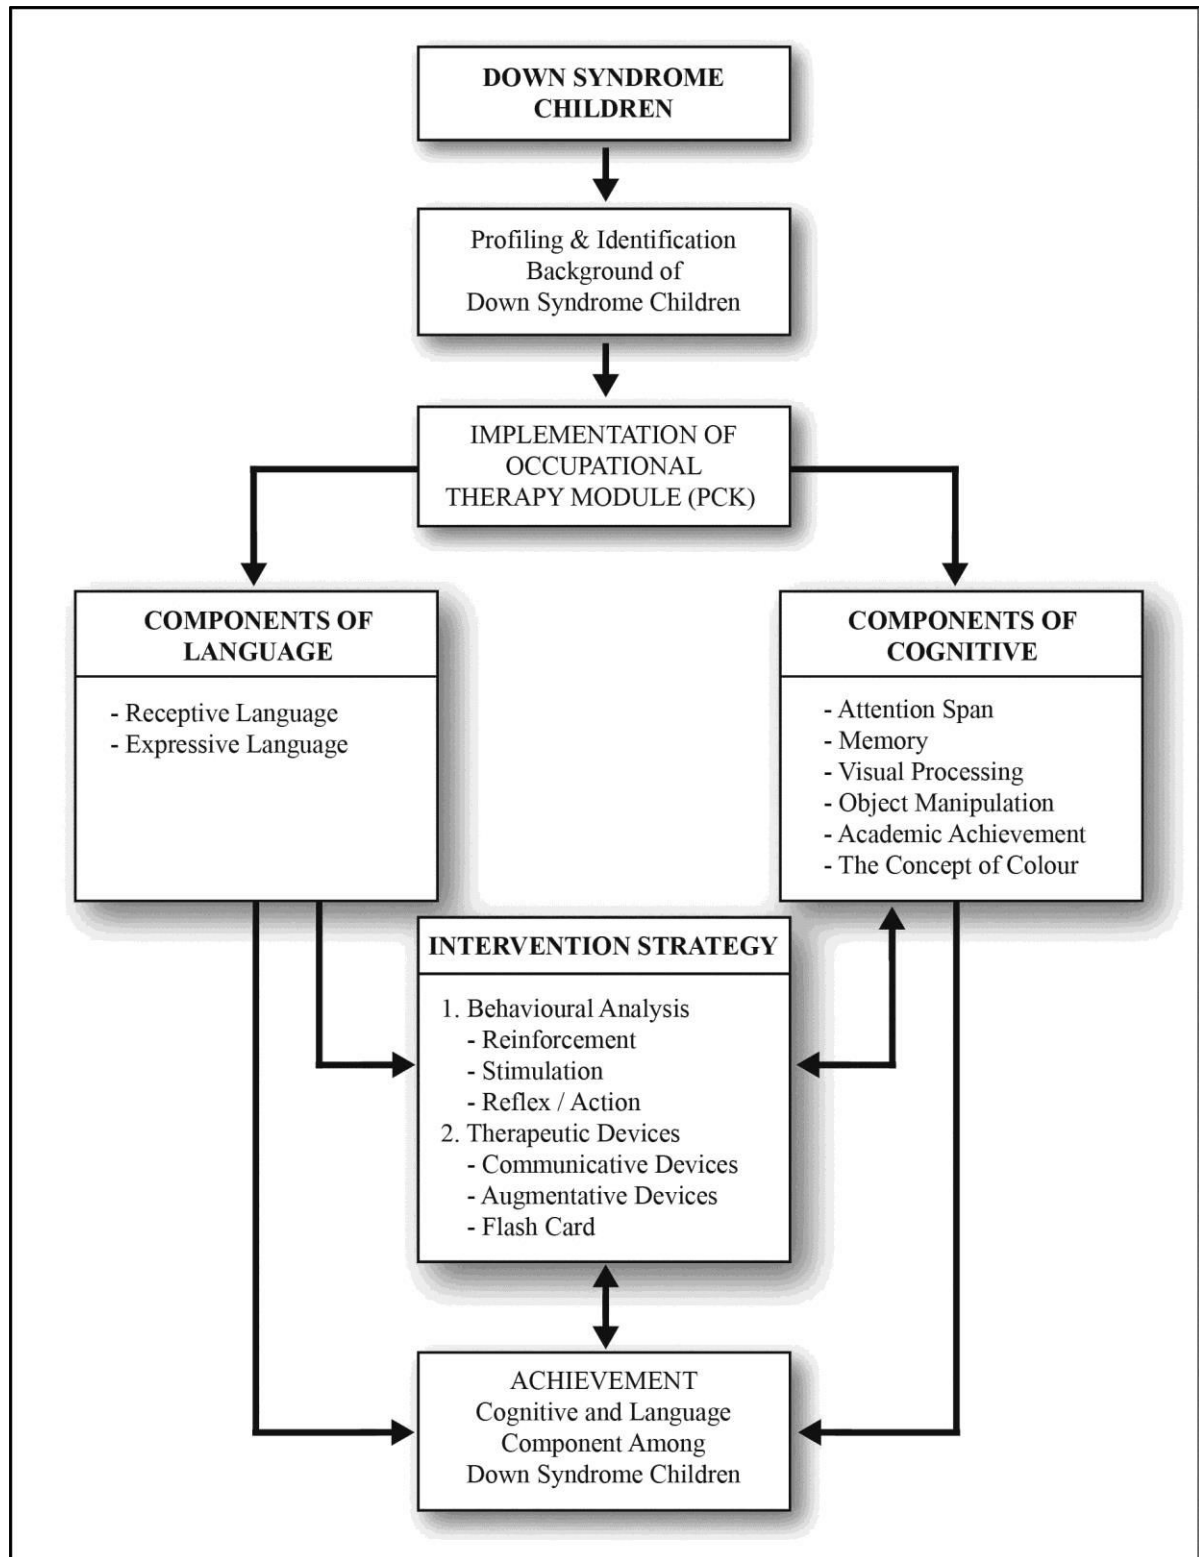 DOWN SYNDROME
CHILDREN
Profiling & Identification
Background of
Down Syndrome Children
IMPLEMENTATION OF
OCCUPATIONAL
THERAPY MODULE (PCK)
COMPONENTS OF
LANGUAGE
- Receptive Language
- Expressive Language
COMPONENTS OF
COGNITIVE
- Attention Span
- Memory
- Visual Processing
- Object Manipulation
- Academic Achievement
- The Concept of Colour
INTERVENTION STRATEGY
1. Behavioural Analysis
- Reinforcement
- Stimulation
- Reflex / Action
2. Therapeutic Devices
- Communicative Devices
- Augmentative Devices
- Flash Card
ACHIEVEMENT
Cognitive and Language
Component Among
Down Syndrome Children